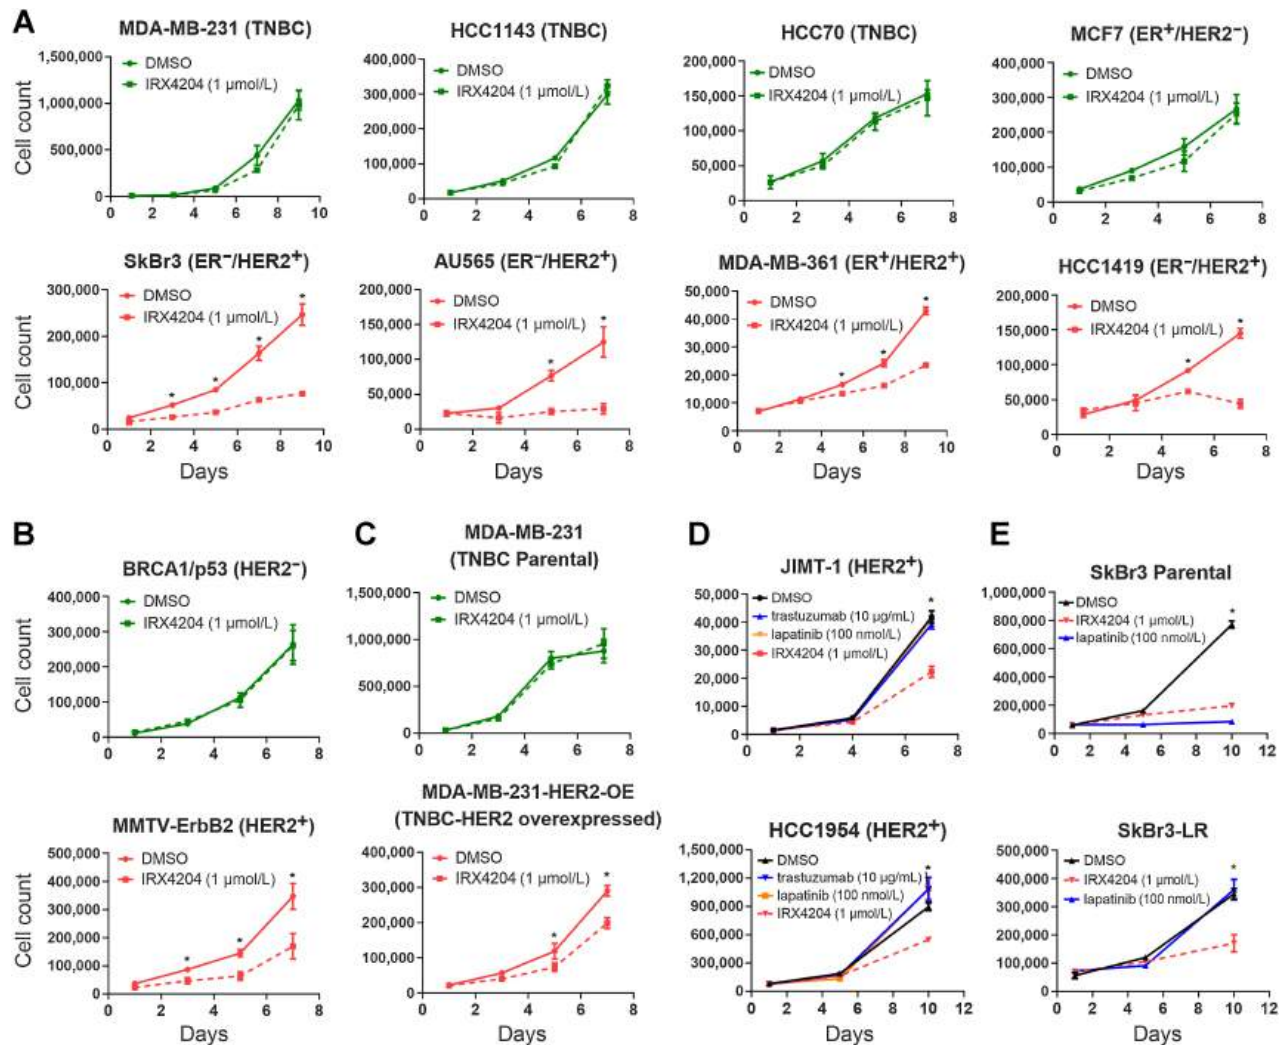 A
MDA-MB-231 (TNBC)
Cell count
1,500,000
1,000,000
500,000
0
DMSO
IRX4204 (1 µmol/L)
0 2 4 6 8 10
HCC1143 (TNBC)
400,000
300,000
200,000
100,000
0
DMSO
IRX4204 (1 µmol/L)
0 2 4 6 8
HCC70 (TNBC)
200,000
150,000
100,000
50,000
0
DMSO
IRX4204 (1 µmol/L)
0 2 4 6 8
MCF7 (ER⁺/HER2⁻)
400,000
300,000
200,000
100,000
0
DMSO
IRX4204 (1 µmol/L)
0 2 4 6 8
SkBr3 (ER⁻/HER2⁺)
Cell count
300,000
200,000
100,000
0
DMSO
IRX4204 (1 µmol/L)
* * * *
0 2 4 6 8 10
Days
AU565 (ER⁻/HER2⁺)
200,000
150,000
100,000
50,000
0
DMSO
IRX4204 (1 µmol/L)
* *
0 2 4 6 8
Days
MDA-MB-361 (ER⁺/HER2⁺)
50,000
40,000
30,000
20,000
10,000
0
DMSO
IRX4204 (1 µmol/L)
* * *
0 2 4 6 8 10
Days
HCC1419 (ER⁻/HER2⁺)
200,000
150,000
100,000
50,000
0
DMSO
IRX4204 (1 µmol/L)
* *
0 2 4 6 8
Days
B
BRCA1/p53 (HER2⁻)
Cell count
400,000
300,000
200,000
100,000
0
DMSO
IRX4204 (1 µmol/L)
0 2 4 6 8
MMTV-ErbB2 (HER2⁺)
Cell count
500,000
400,000
300,000
200,000
100,000
0
DMSO
IRX4204 (1 µmol/L)
* * *
0 2 4 6 8
Days
C
MDA-MB-231
(TNBC Parental)
1,500,000
1,000,000
500,000
0
DMSO
IRX4204 (1 µmol/L)
0 2 4 6 8
MDA-MB-231-HER2-OE
(TNBC-HER2 overexpressed)
400,000
300,000
200,000
100,000
0
DMSO
IRX4204 (1 µmol/L)
* *
0 2 4 6 8
Days
D
JIMT-1 (HER2⁺)
50,000
40,000
30,000
20,000
10,000
0
DMSO
trastuzumab (10 µg/mL)
lapatinib (100 nmol/L)
IRX4204 (1 µmol/L)
*
0 2 4 6 8
HCC1954 (HER2⁺)
1,500,000
1,200,000
900,000
600,000
300,000
0
DMSO
trastuzumab (10 µg/mL)
lapatinib (100 nmol/L)
IRX4204 (1 µmol/L)
*
0 2 4 6 8 10 12
Days
E
SkBr3 Parental
1,000,000
800,000
600,000
400,000
200,000
0
DMSO
IRX4204 (1 µmol/L)
lapatinib (100 nmol/L)
*
0 2 4 6 8 10 12
SkBr3-LR
500,000
400,000
300,000
200,000
100,000
0
DMSO
IRX4204 (1 µmol/L)
lapatinib (100 nmol/L)
*
0 2 4 6 8 10 12
Days